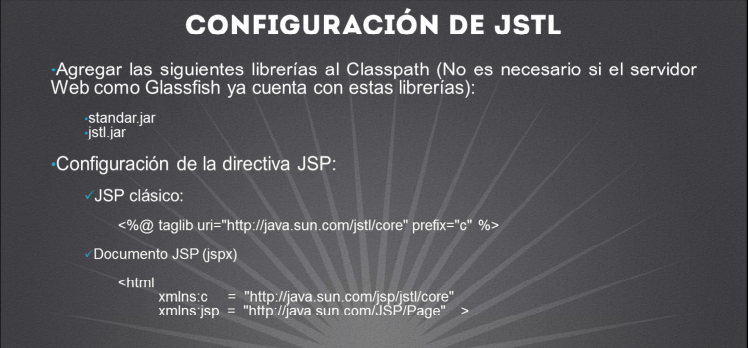 CONFIGURACIÓN DE JSTL
•Agregar las siguientes librerías al Classpath (No es necesario si el servidor
Web como Glassfish ya cuenta con estas librerías):
•standar.jar
•jstl.jar
•Configuración de la directiva JSP:
✓JSP clásico:
<%@ taglib uri="http://java.sun.com/jstl/core" prefix="c" %>
✓Documento JSP (jspx)
<html
xmlns:c = "http://java.sun.com/jsp/jstl/core"
xmlns:jsp = "http://java.sun.com/JSP/Page" >